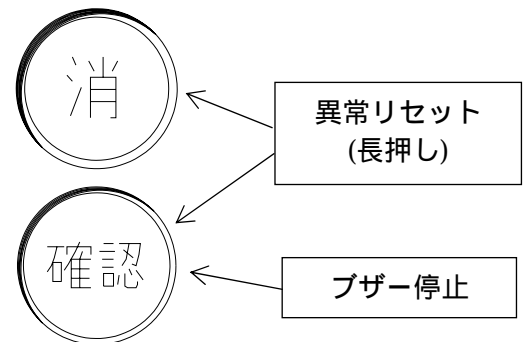 消
異常リセット
(長押し)
確認
ブザー停止